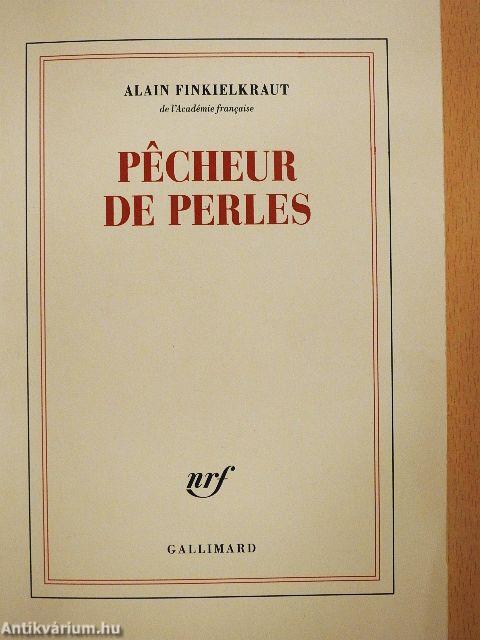 ALAIN FINKIELKRAUT
de l'Académie française
PÊCHEUR
DE PERLES
nrf
GALLIMARD
Antikvárium.hu